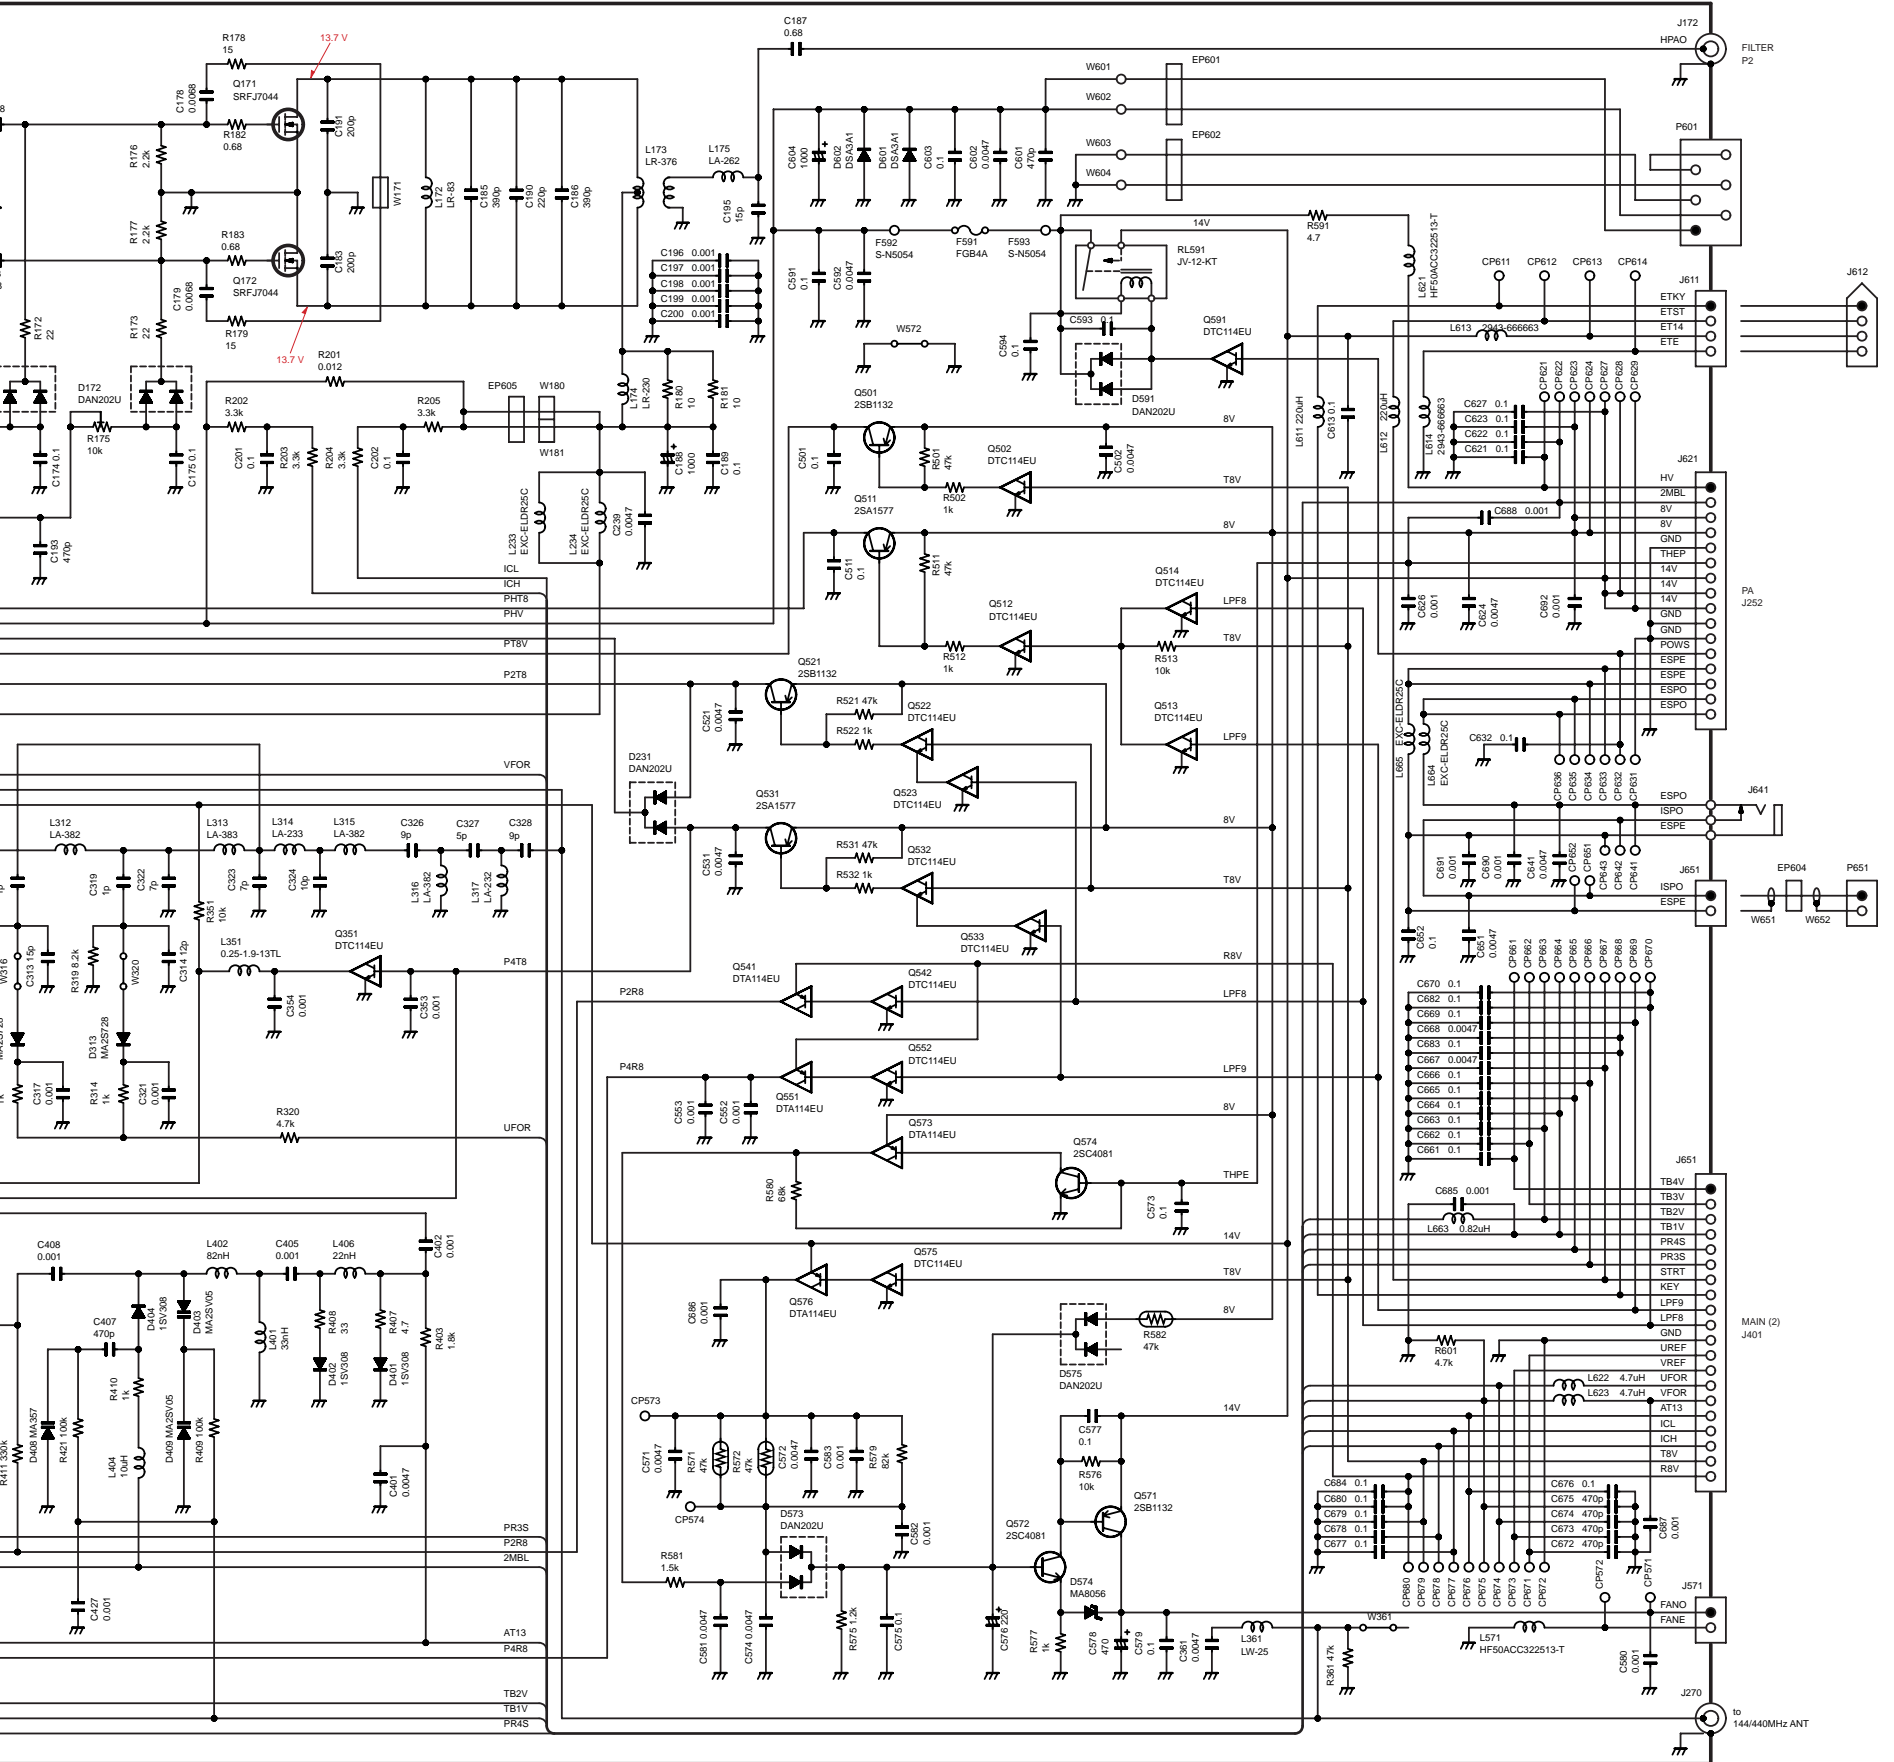 C187
0.68
J172
HPAO
FILTER
P2
R178
15
13.7 V
Q171
SRFJ7044
C178
0.0068
R182
0.68
C191
200p
R176
2.2k
R177
2.2k
R183
0.68
Q172
SRFJ7044
C179
0.0068
C183
200p
W171
L172
LR-83
C185
390p
C190
220p
C186
390p
L173
LR-376
L175
LA-262
C195
15p
C196 0.001
C197 0.001
C198 0.001
C199 0.001
C200 0.001
R172
22
R173
22
R179
15
13.7 V
W601
W602
W603
W604
EP601
EP602
P601
C604
1000
D602
DSA3A1
D601
DSA3A1
C603
0.1
C602
0.0047
C601
470p
14V
R591
4.7
F592
S-N5054
F591
FGB4A
F593
S-N5054
RL591
JV-12-KT
C591
0.1
C592
0.0047
W572
C594
0.1
C593 0.1
Q591
DTC114EU
D591
DAN202U
L621
HF50ACC322513-T
CP611
CP612
CP613
CP614
J611
J612
ETKY
ETST
ET14
ETE
L613 2943-666663
L611 220uH
C613 0.1
L612 220uH
L614
2943-666663
CP621
CP622
CP623
CP624
CP627
CP628
CP629
C627 0.1
C623 0.1
C622 0.1
C621 0.1
D172
DAN202U
R175
10k
C174 0.1
C175 0.1
R201
0.012
R202
3.3k
R205
3.3k
C201
0.1
R203
3.3k
R204
3.3k
C202
0.1
EP605
W180
W181
L174
LR-230
R180
10
R181
10
C188
1000
C189
0.1
C193
470p
L233
EXC-ELDR25C
L234
EXC-ELDR25C
C239
0.0047
ICL
ICH
PHT8
PHV
PT8V
P2T8
Q501
2SB1132
8V
C501
0.1
R501
47k
Q502
DTC114EU
C502
0.0047
T8V
R502
1k
Q511
2SA1577
8V
C511
0.1
R511
47k
Q514
DTC114EU
LPF8
Q512
DTC114EU
T8V
R512
1k
R513
10k
Q521
2SB1132
C521
0.0047
R521 47k
R522 1k
Q522
DTC114EU
Q513
DTC114EU
LPF9
Q523
DTC114EU
D231
DAN202U
Q531
2SA1577
8V
C531
0.0047
R531 47k
R532 1k
Q532
DTC114EU
T8V
Q533
DTC114EU
J621
HV
2MBL
8V
8V
GND
THEP
14V
14V
14V
GND
GND
POWS
ESPE
ESPE
ESPO
ESPO
PA
J252
C688 0.001
C626
0.001
C624
0.0047
C692
0.001
L665 EXC-ELDR25C
L664
EXC-ELDR25C
C632 0.1
CP636
CP635
CP634
CP633
CP632
CP631
ESPO
ISPO
ESPE
J641
C691
0.001
C690
0.001
C641
0.0047
CP652
CP651
CP643
CP642
CP641
J651
ISPO
ESPE
EP604
P651
W651
W652
C652
0.1
C651
0.0047
VFOR
L312
LA-382
L313
LA-383
L314
LA-233
L315
LA-382
C326
9p
C327
5p
C328
9p
C319
1p
C322
7p
C323
7p
C324
10p
L316
LA-382
L317
LA-232
R351
10k
L351
0.25-1.9-13TL
Q351
DTC114EU
W316
C313 15p
R319 8.2k
W320
C314 12p
C354
0.001
C353
0.001
P4T8
D313
MA2S728
C317
0.001
R314
1k
C321
0.001
R320
4.7k
UFOR
Q541
DTA114EU
Q542
DTC114EU
R8V
P2R8
LPF8
Q552
DTC114EU
P4R8
LPF9
Q551
DTA114EU
C553
0.001
C552
0.001
8V
Q573
DTA114EU
Q574
2SC4081
THPE
R580
68k
C573
0.1
14V
Q575
DTC114EU
T8V
Q576
DTA114EU
C686
0.001
8V
R582
47k
D575
DAN202U
CP661
CP662
CP663
CP664
CP665
CP666
CP667
CP668
CP669
CP670
C670 0.1
C682 0.1
C669 0.1
C668 0.0047
C683 0.1
C667 0.0047
C666 0.1
C665 0.1
C664 0.1
C663 0.1
C662 0.1
C661 0.1
C685 0.001
L663 0.82uH
J651
TB4V
TB3V
TB2V
TB1V
PR4S
PR3S
STRT
KEY
LPF9
LPF8
GND
UREF
VREF
UFOR
VFOR
AT13
ICL
ICH
T8V
R8V
MAIN (2)
J401
R601
4.7k
L622 4.7uH
L623 4.7uH
C408
0.001
L402
82nH
C405
0.001
L406
22nH
C402
0.001
C407
470p
D404
1SV308
D403
MA2SV05
L401
33nH
R408
33
D402
1SV308
R407
4.7
D401
1SV308
R403
1.8k
R410
1k
R411 330k
D408 MA357
R421 100k
L404
10uH
D409 MA2SV05
R409 100k
C401
0.0047
C427
0.001
PR3S
P2R8
2MBL
AT13
P4R8
TB2V
TB1V
PR4S
CP573
C571
0.0047
R571
47k
R572
47k
C572
0.0047
C583
0.001
R579
82k
CP574
D573
DAN202U
C582
0.001
R581
1.5k
C581 0.0047
C574 0.0047
R575 1.2k
C575 0.1
C576 220
14V
C577
0.1
R576
10k
Q571
2SB1132
Q572
2SC4081
D574
MA8056
R577
1k
C578
470
C579
0.1
C361
0.0047
L361
LW-25
R361 47k
W361
C684 0.1
C680 0.1
C679 0.1
C678 0.1
C677 0.1
C676 0.1
C675 470p
C674 470p
C673 470p
C672 470p
C687
0.001
CP680
CP679
CP678
CP677
CP676
CP675
CP674
CP673
CP671
CP672
CP572
CP571
J571
FANO
FANE
L571
HF50ACC322513-T
C580
0.001
J270
to
144/440MHz ANT